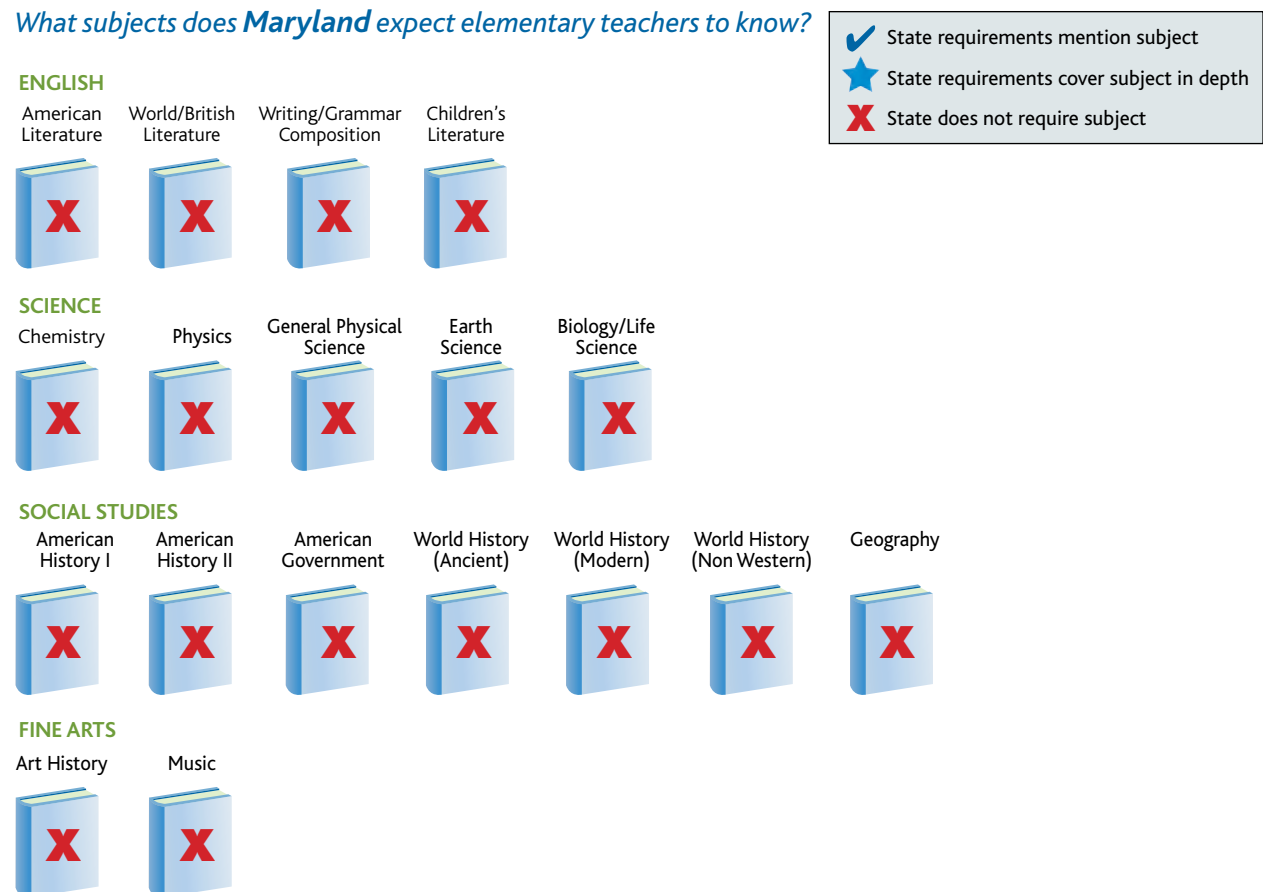 What subjects does Maryland expect elementary teachers to know?
✔ State requirements mention subject
★ State requirements cover subject in depth
X State does not require subject
ENGLISH
American Literature
World/British Literature
Writing/Grammar Composition
Children's Literature
X X X X
SCIENCE
Chemistry
Physics
General Physical Science
Earth Science
Biology/Life Science
X X X X X
SOCIAL STUDIES
American History I
American History II
American Government
World History (Ancient)
World History (Modern)
World History (Non Western)
Geography
X X X X X X X
FINE ARTS
Art History
Music
X X